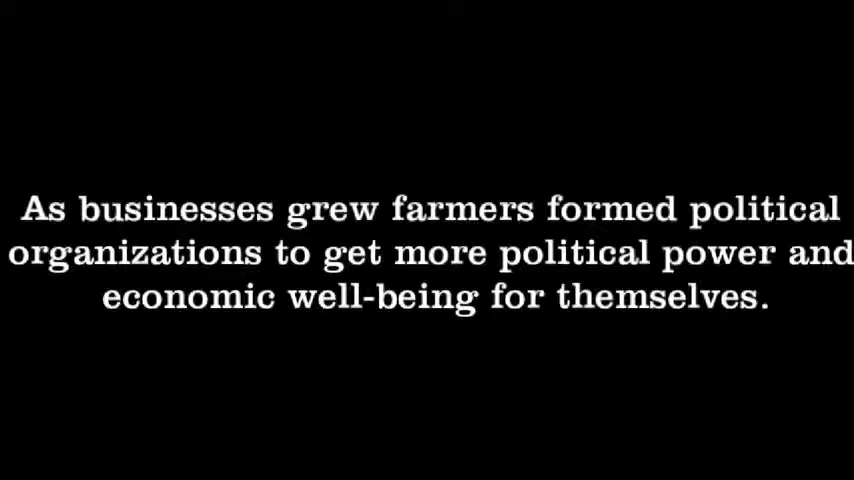 As businesses grew farmers formed political
organizations to get more political power and
economic well-being for themselves.